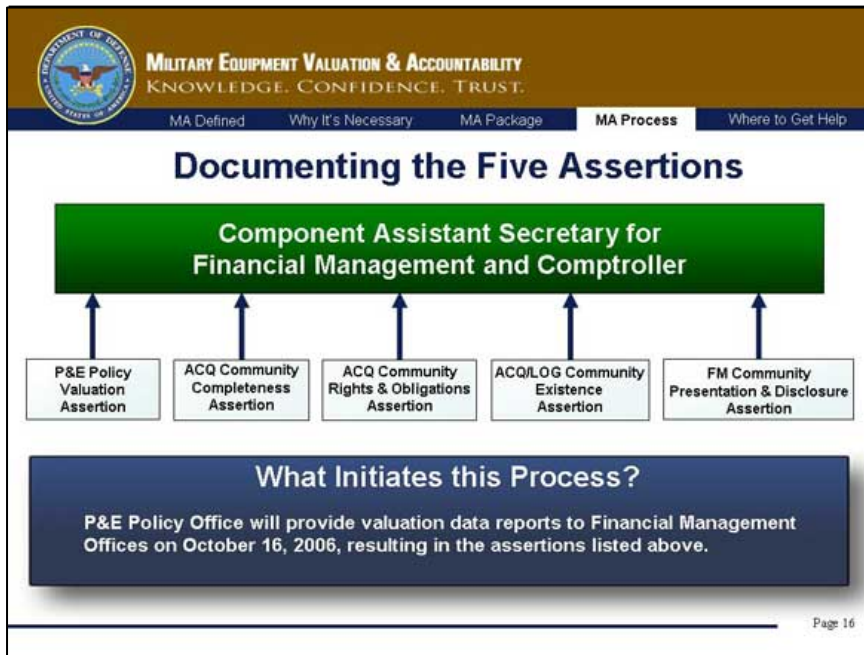 DEPARTMENT OF DEFENSE
UNITED STATES OF AMERICA
MILITARY EQUIPMENT VALUATION & ACCOUNTABILITY
KNOWLEDGE. CONFIDENCE. TRUST.
MA Defined Why It's Necessary MA Package MA Process Where to Get Help
Documenting the Five Assertions
Component Assistant Secretary for
Financial Management and Comptroller
P&E Policy
Valuation
Assertion
ACQ Community
Completeness
Assertion
ACQ Community
Rights & Obligations
Assertion
ACQ/LOG Community
Existence
Assertion
FM Community
Presentation & Disclosure
Assertion
What Initiates this Process?
P&E Policy Office will provide valuation data reports to Financial Management
Offices on October 16, 2006, resulting in the assertions listed above.
Page 16